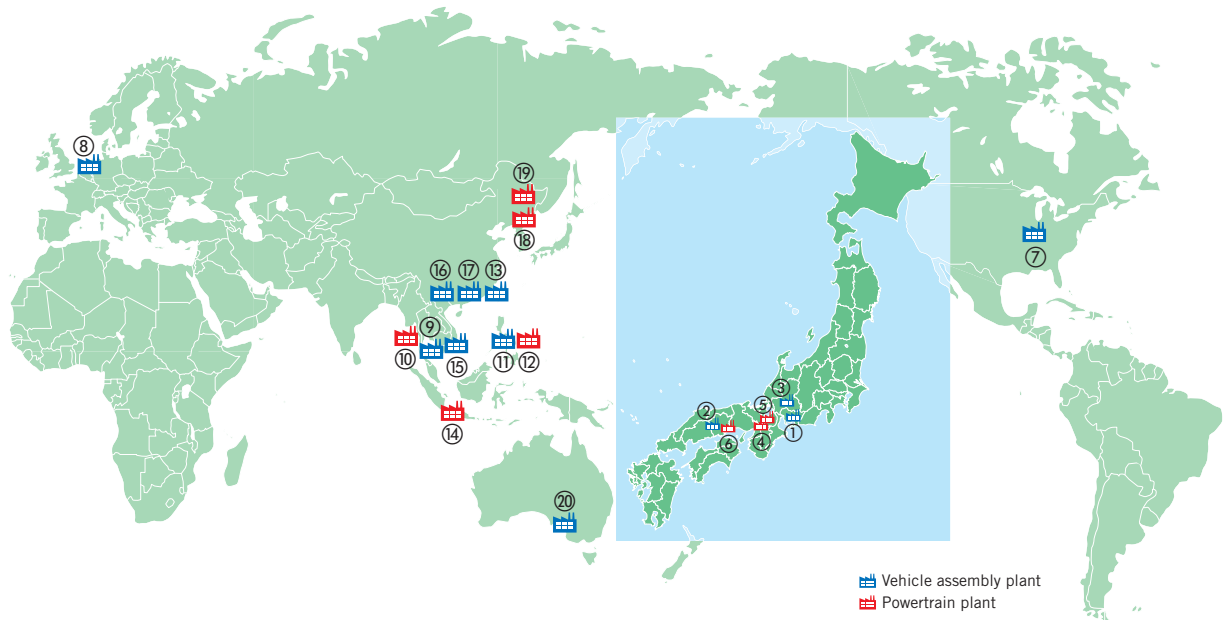 ⑧
⑲
⑱
⑦
⑯ ⑰ ⑬
⑨
⑩ ⑮ ⑪ ⑫
⑭
③
② ⑤
⑥ ④ ①
⑳
Vehicle assembly plant
Powertrain plant